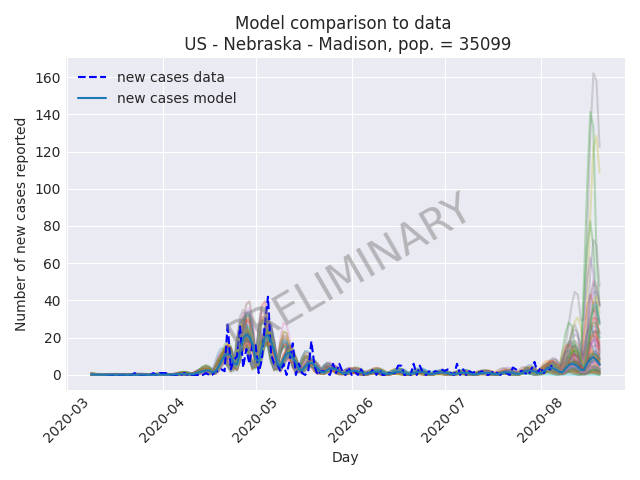 Model comparison to data
US - Nebraska - Madison, pop. = 35099
new cases data
new cases model
160
140
120
100
80
60
40
20
0
Number of new cases reported
PRELIMINARY
2020-03
2020-04
2020-05
2020-06
2020-07
2020-08
Day